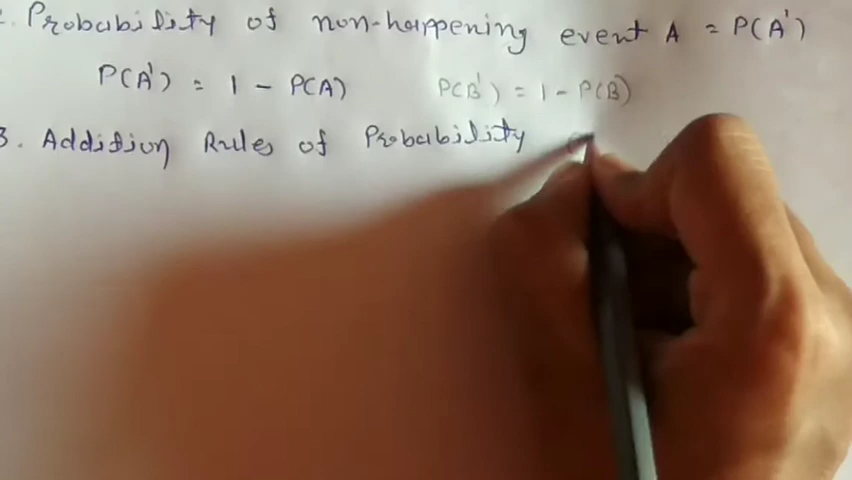 Probability of non-happening event A = P(A')
P(A') = 1 - P(A) P(B') = 1 - P(B)
3. Addition Rules of Probability